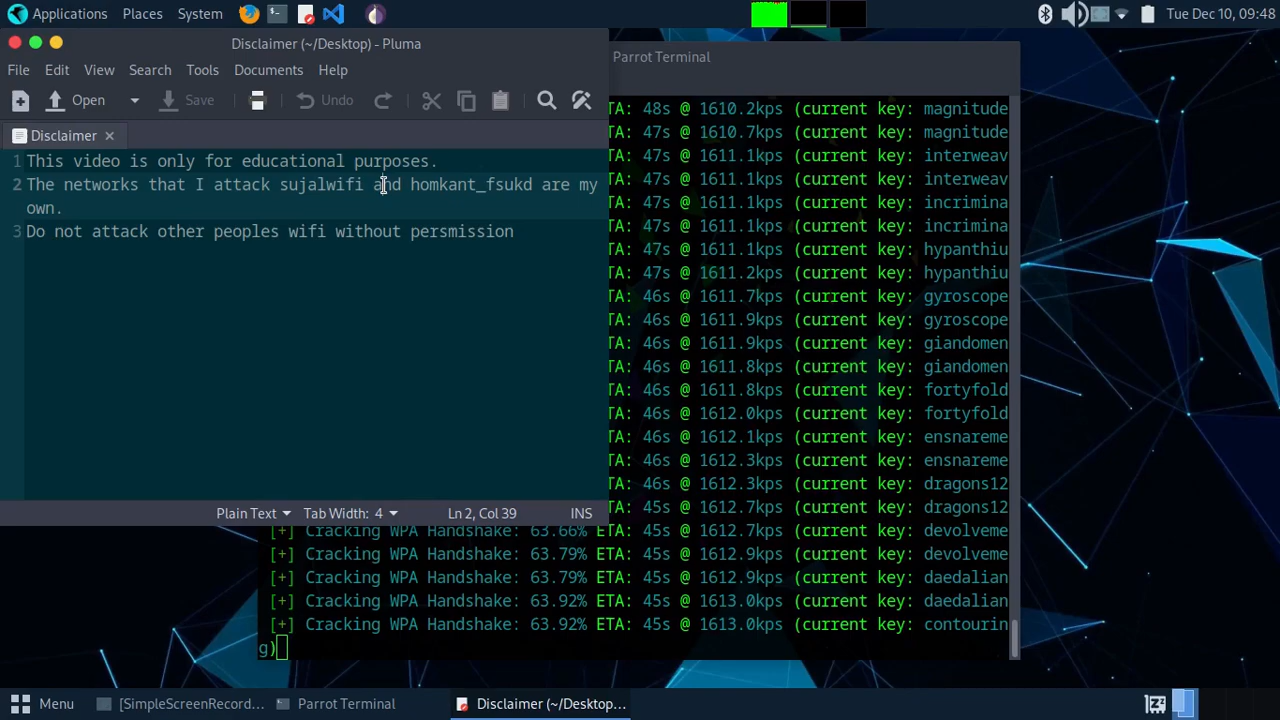 Applications Places System Tue Dec 10, 09:48
Disclaimer (~/Desktop) - Pluma
Parrot Terminal
File Edit View Search Tools Documents Help
Open Save Undo
Disclaimer
1 This video is only for educational purposes.
2 The networks that I attack sujalwifi and homkant_fsukd are my
own.
3 Do not attack other peoples wifi without persmission
Plain Text Tab Width: 4 Ln 2, Col 39 INS
TA: 48s @ 1610.2kps (current key: magnitude
TA: 47s @ 1610.7kps (current key: magnitude
TA: 47s @ 1611.1kps (current key: interweav
TA: 47s @ 1611.1kps (current key: interweav
TA: 47s @ 1611.1kps (current key: incrimina
TA: 47s @ 1611.1kps (current key: incrimina
TA: 47s @ 1611.1kps (current key: hypanthiu
TA: 47s @ 1611.2kps (current key: hypanthiu
TA: 46s @ 1611.7kps (current key: gyroscope
TA: 46s @ 1611.9kps (current key: gyroscope
TA: 46s @ 1611.9kps (current key: giandomen
TA: 46s @ 1611.8kps (current key: giandomen
TA: 46s @ 1611.8kps (current key: fortyfold
TA: 46s @ 1612.0kps (current key: fortyfold
TA: 46s @ 1612.1kps (current key: ensnareme
TA: 46s @ 1612.3kps (current key: ensnareme
TA: 46s @ 1612.3kps (current key: dragons12
TA: 45s @ 1612.7kps (current key: dragons12
[+] Cracking WPA Handshake: 63.66% ETA: 45s @ 1612.7kps (current key: devolveme
[+] Cracking WPA Handshake: 63.79% ETA: 45s @ 1612.9kps (current key: devolveme
[+] Cracking WPA Handshake: 63.79% ETA: 45s @ 1612.9kps (current key: daedalian
[+] Cracking WPA Handshake: 63.92% ETA: 45s @ 1613.0kps (current key: daedalian
[+] Cracking WPA Handshake: 63.92% ETA: 45s @ 1613.0kps (current key: contourin
g)
Menu [SimpleScreenRecord... Parrot Terminal Disclaimer (~/Desktop...